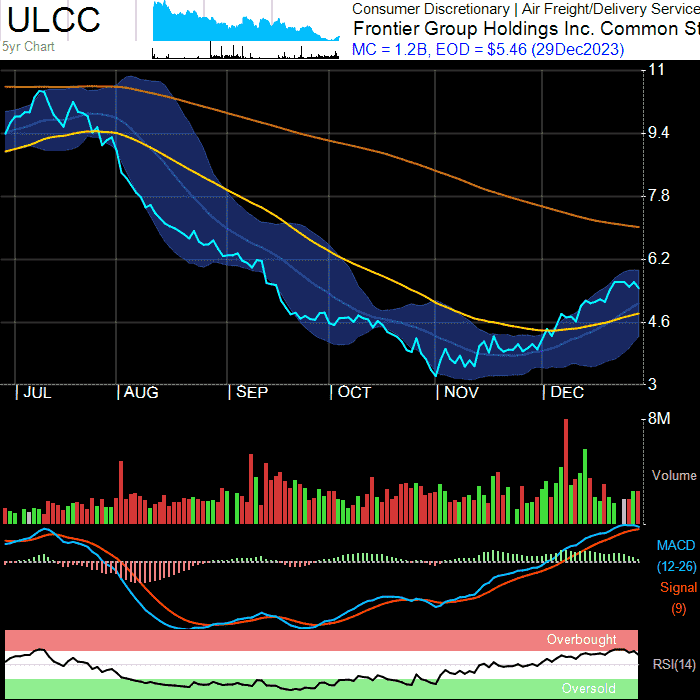 ULCC
5yr Chart
Consumer Discretionary | Air Freight/Delivery Service
Frontier Group Holdings Inc. Common St
MC = 1.2B, EOD = $5.46 (29Dec2023)
11
9.4
7.8
6.2
4.6
3
JUL AUG SEP OCT NOV DEC
8M
Volume
MACD
(12-26)
Signal
(9)
Overbought
RSI(14)
Oversold